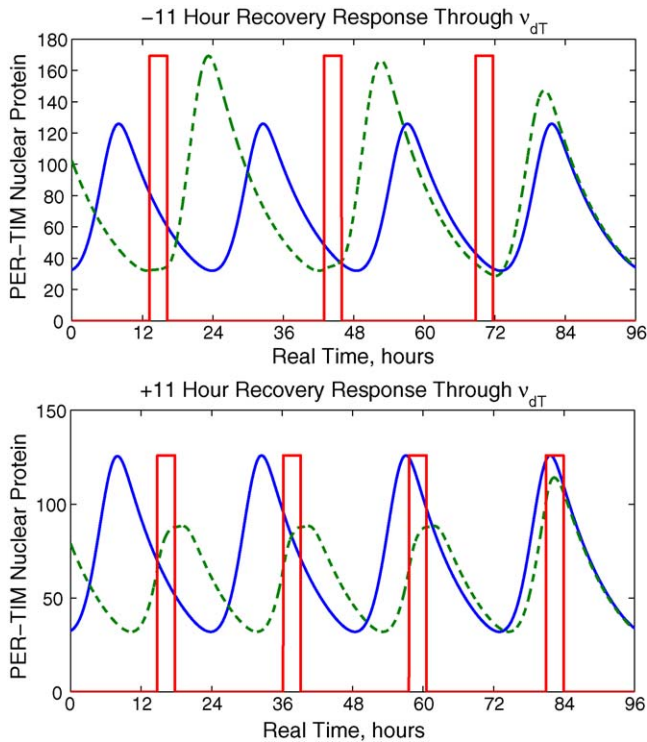 −11 Hour Recovery Response Through νdT
180
160
140
120
100
80
60
40
20
0
PER−TIM Nuclear Protein
0 12 24 36 48 60 72 84 96
Real Time, hours
+11 Hour Recovery Response Through νdT
150
100
50
0
PER−TIM Nuclear Protein
0 12 24 36 48 60 72 84 96
Real Time, hours